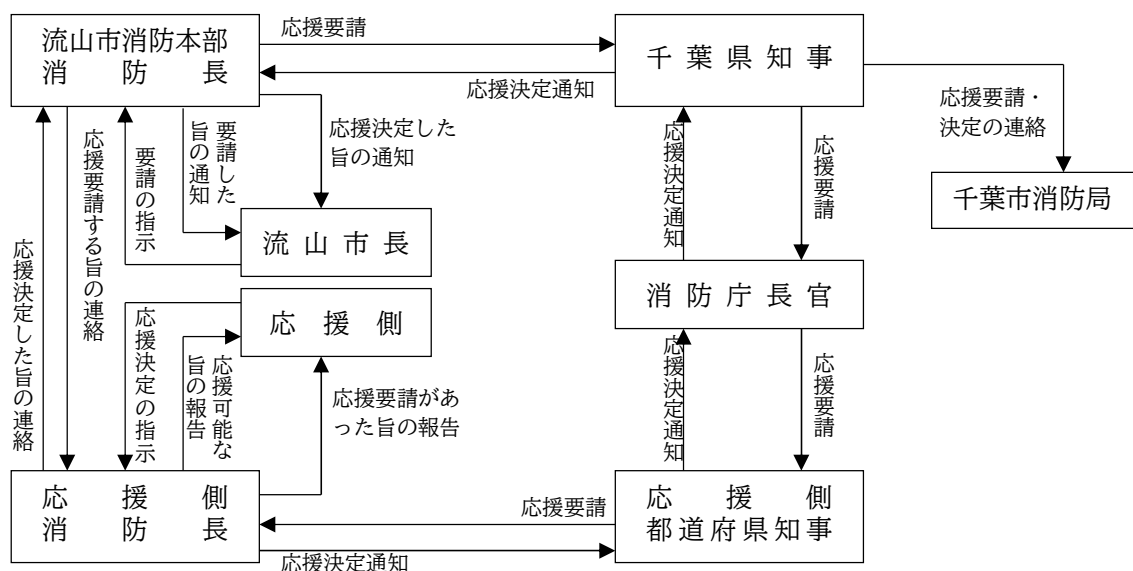 流山市消防本部
消防長
応援要請
応援決定通知
千葉県知事
応援要請・
決定の連絡
千葉市消防局
応援決定した
旨の通知
要請した
旨の通知
要請の指示
応援要請する旨の連絡
応援決定した旨の連絡
流山市長
応援決定通知
応援要請
消防庁長官
応援側
応援決定の指示
応援可能な
旨の報告
応援要請があ
った旨の報告
応援決定通知
応援要請
応援側
消防長
応援要請
応援決定通知
応援側
都道府県知事